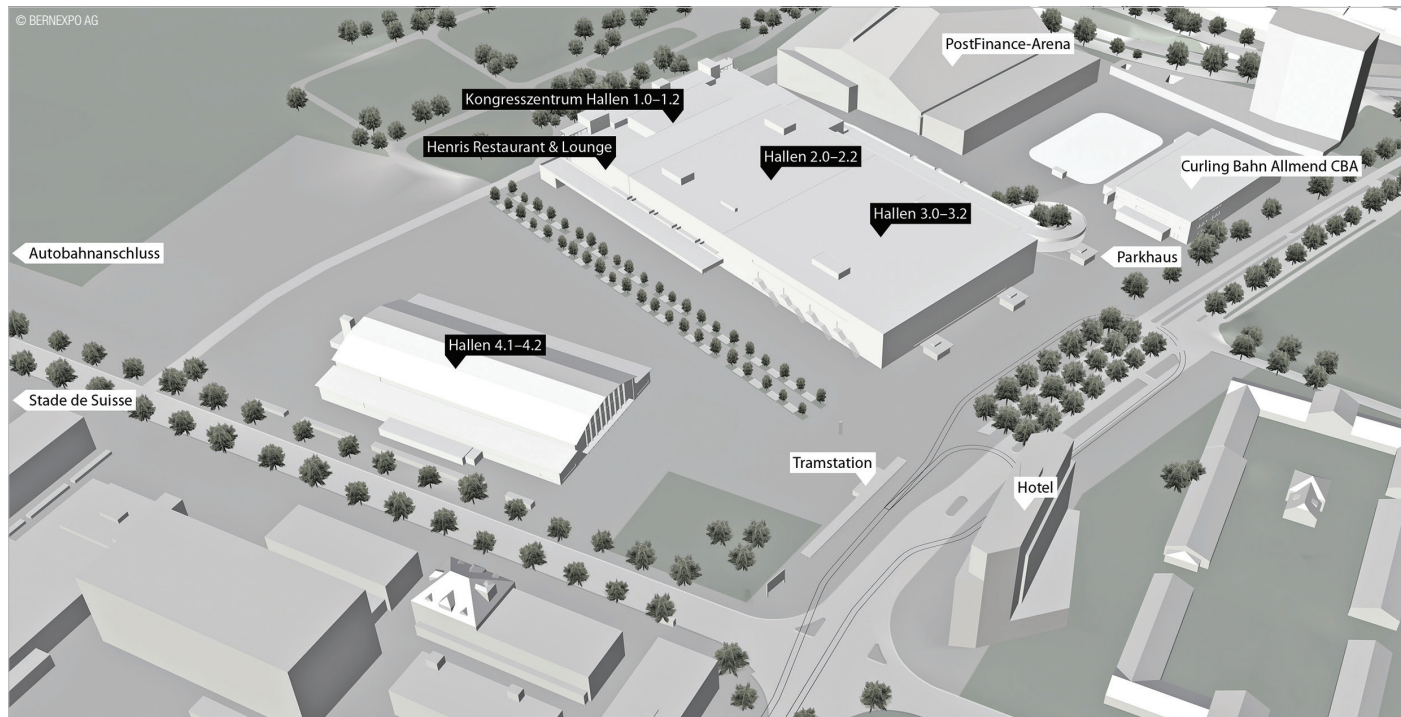 © BERNEXPO AG
PostFinance-Arena
Kongresszentrum Hallen 1.0–1.2
Henris Restaurant & Lounge
Hallen 2.0–2.2
Curling Bahn Allmend CBA
Hallen 3.0–3.2
Autobahnanschluss
Parkhaus
Hallen 4.1–4.2
Stade de Suisse
Tramstation
Hotel